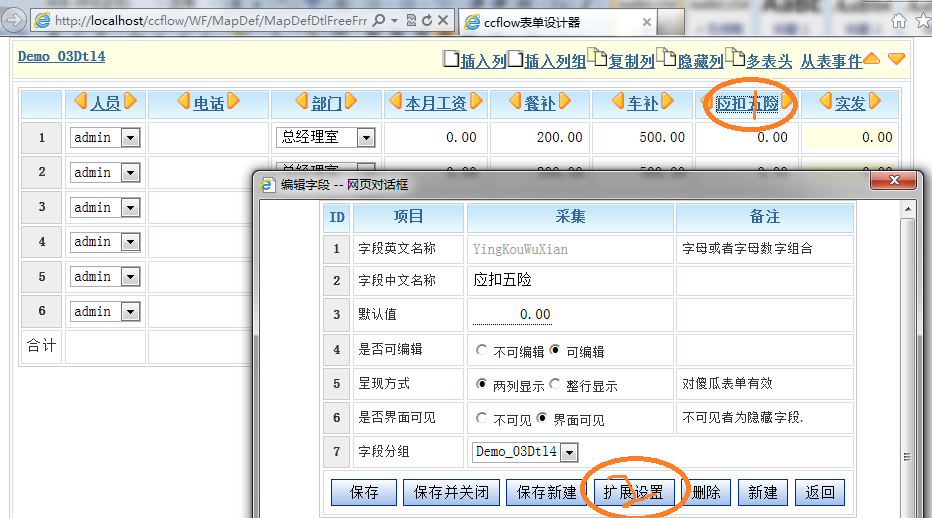 http://localhost/ccflow/WF/MapDef/MapDefDtlFreeFrr
ccflow表单设计器
Demo_03Dtl4
插入列 插入列组 复制列 隐藏列 多表头 从表事件
人员 电话 部门 本月工资 餐补 车补 应扣五险 实发
1 admin 总经理室 0.00 200.00 500.00 0.00 0.00
2 admin
3 admin
4 admin
5 admin
6 admin
合计
编辑字段 -- 网页对话框
ID 项目 采集 备注
1 字段英文名称 YingKouWuXian 字母或者字母数字组合
2 字段中文名称 应扣五险
3 默认值 0.00
4 是否可编辑 不可编辑 可编辑
5 呈现方式 两列显示 整行显示 对傻瓜表单有效
6 是否界面可见 不可见 界面可见 不可见者为隐藏字段.
7 字段分组 Demo_03Dtl4
保存 保存并关闭 保存新建 扩展设置 删除 新建 返回